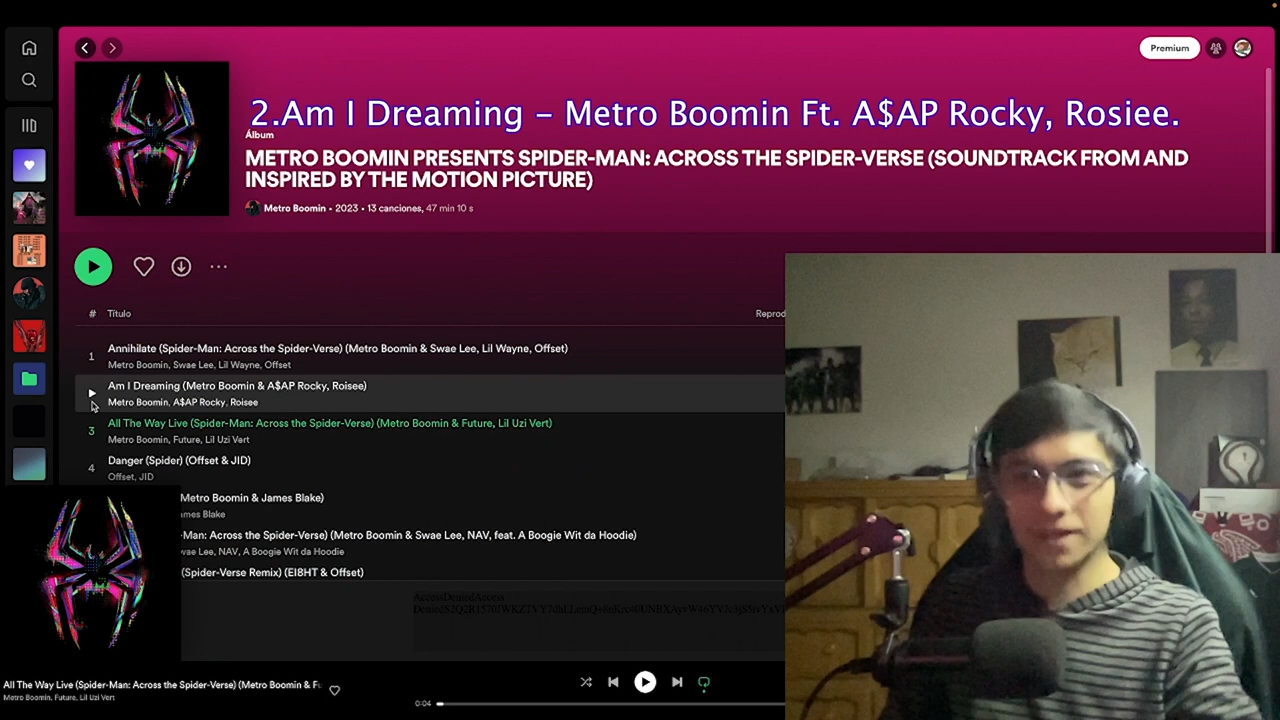 Premium
2.Am I Dreaming – Metro Boomin Ft. A$AP Rocky, Rosiee.
Álbum
METRO BOOMIN PRESENTS SPIDER-MAN: ACROSS THE SPIDER-VERSE (SOUNDTRACK FROM AND
INSPIRED BY THE MOTION PICTURE)
Metro Boomin • 2023 • 13 canciones, 47 min 10 s
# Título Reprod
1 Annihilate (Spider-Man: Across the Spider-Verse) (Metro Boomin & Swae Lee, Lil Wayne, Offset)
Metro Boomin, Swae Lee, Lil Wayne, Offset
Am I Dreaming (Metro Boomin & A$AP Rocky, Roisee)
Metro Boomin, A$AP Rocky, Roisee
3 All The Way Live (Spider-Man: Across the Spider-Verse) (Metro Boomin & Future, Lil Uzi Vert)
Metro Boomin, Future, Lil Uzi Vert
4 Danger (Spider) (Offset & JID)
Offset, JID
Metro Boomin & James Blake)
ames Blake
-Man: Across the Spider-Verse) (Metro Boomin & Swae Lee, NAV, feat. A Boogie Wit da Hoodie)
wae Lee, NAV, A Boogie Wit da Hoodie
(Spider-Verse Remix) (EI8HT & Offset)
AccessDeniedAccess
All The Way Live (Spider-Man: Across the Spider-Verse) (Metro Boomin & Fu
Metro Boomin, Future, Lil Uzi Vert
0:04